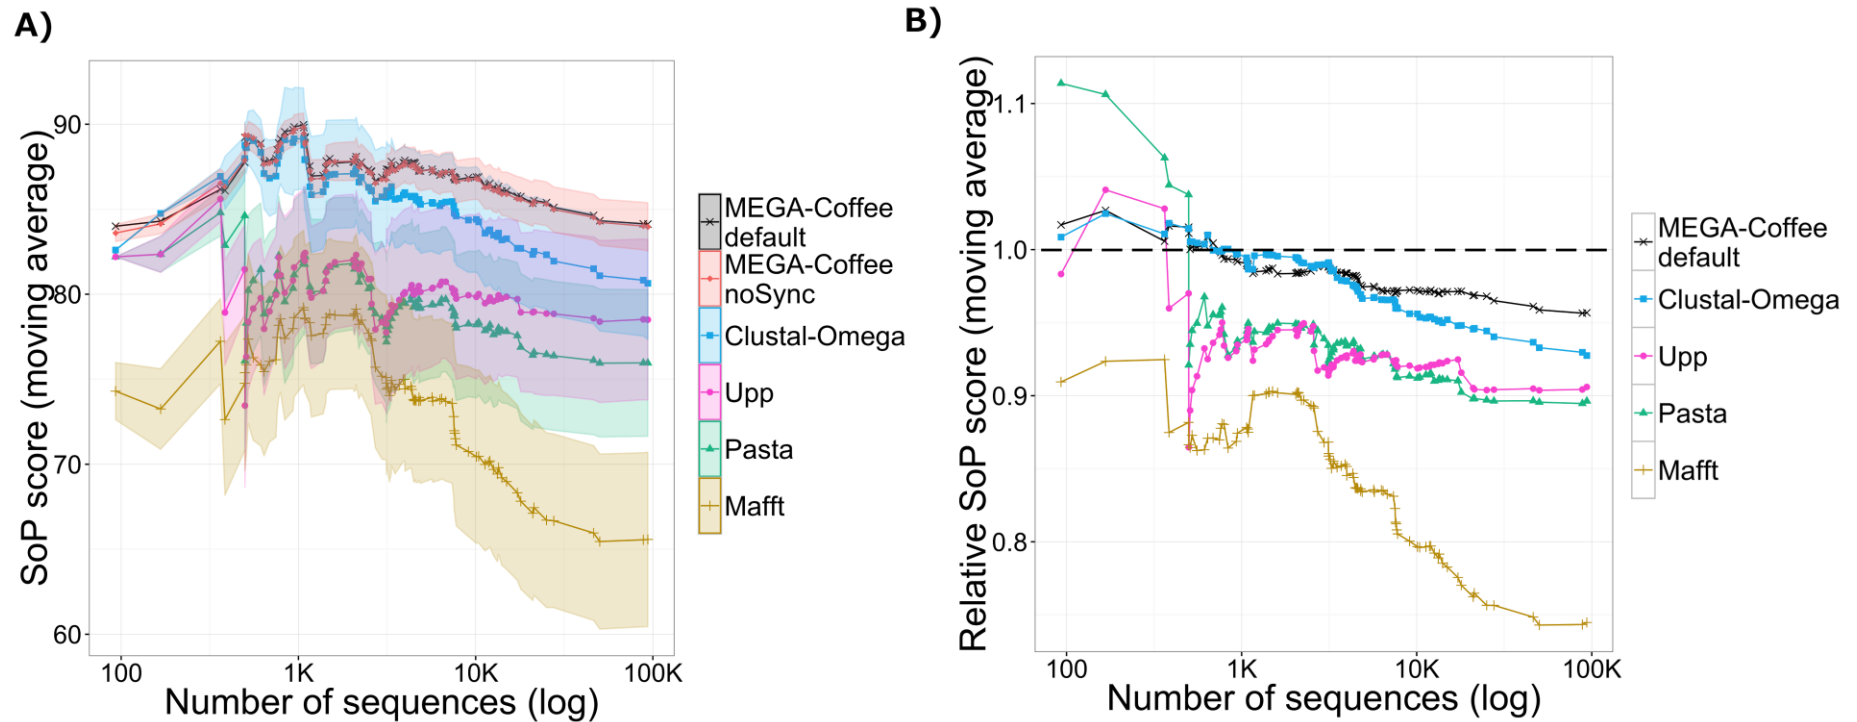 A)
SoP score (moving average)
90
80
70
60
100
1K
10K
100K
Number of sequences (log)
MEGA-Coffee
default
MEGA-Coffee
noSync
Clustal-Omega
Upp
Pasta
Mafft
B)
Relative SoP score (moving average)
1.1
1.0
0.9
0.8
100
1K
10K
100K
Number of sequences (log)
MEGA-Coffee
default
Clustal-Omega
Upp
Pasta
Mafft